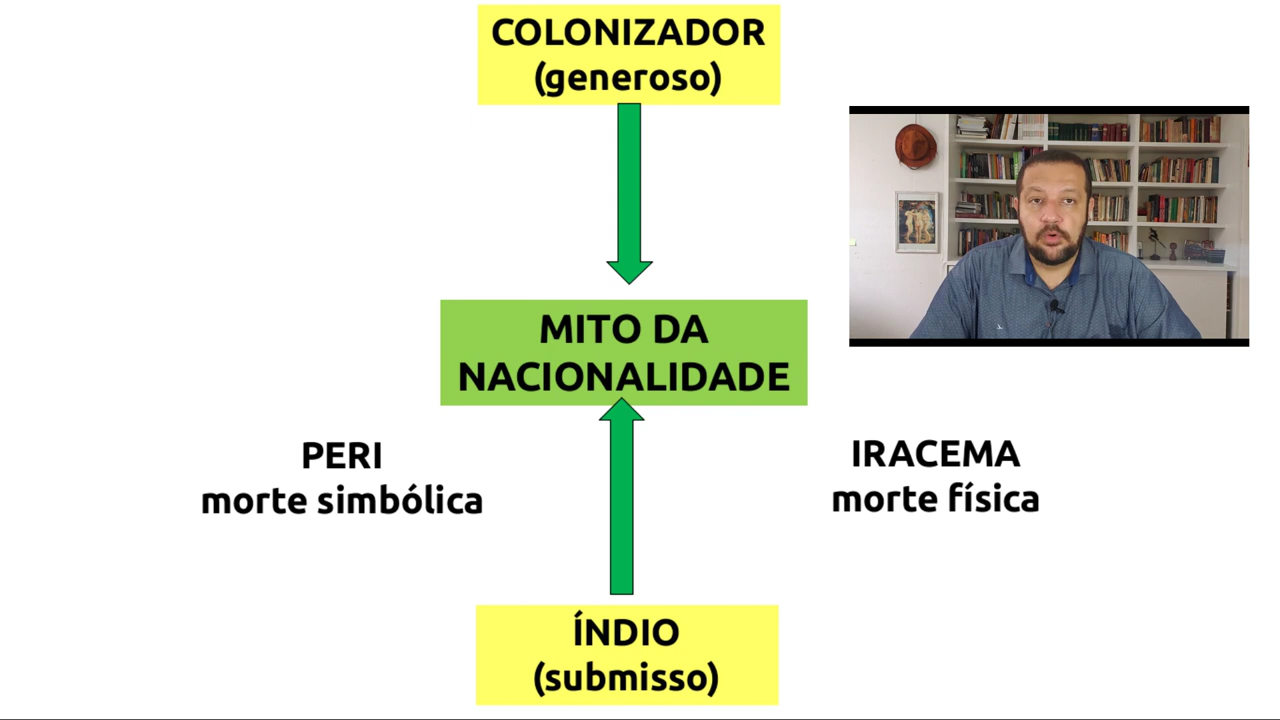 COLONIZADOR
(generoso)
MITO DA
NACIONALIDADE
PERI
morte simbólica
IRACEMA
morte física
ÍNDIO
(submisso)